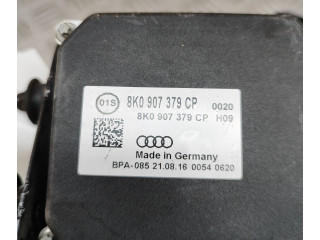 01S
8K0 907 379 CP 0020
8K0 907 379 CP H09
Made in Germany
BPA-085 21.08.16 0054 0620